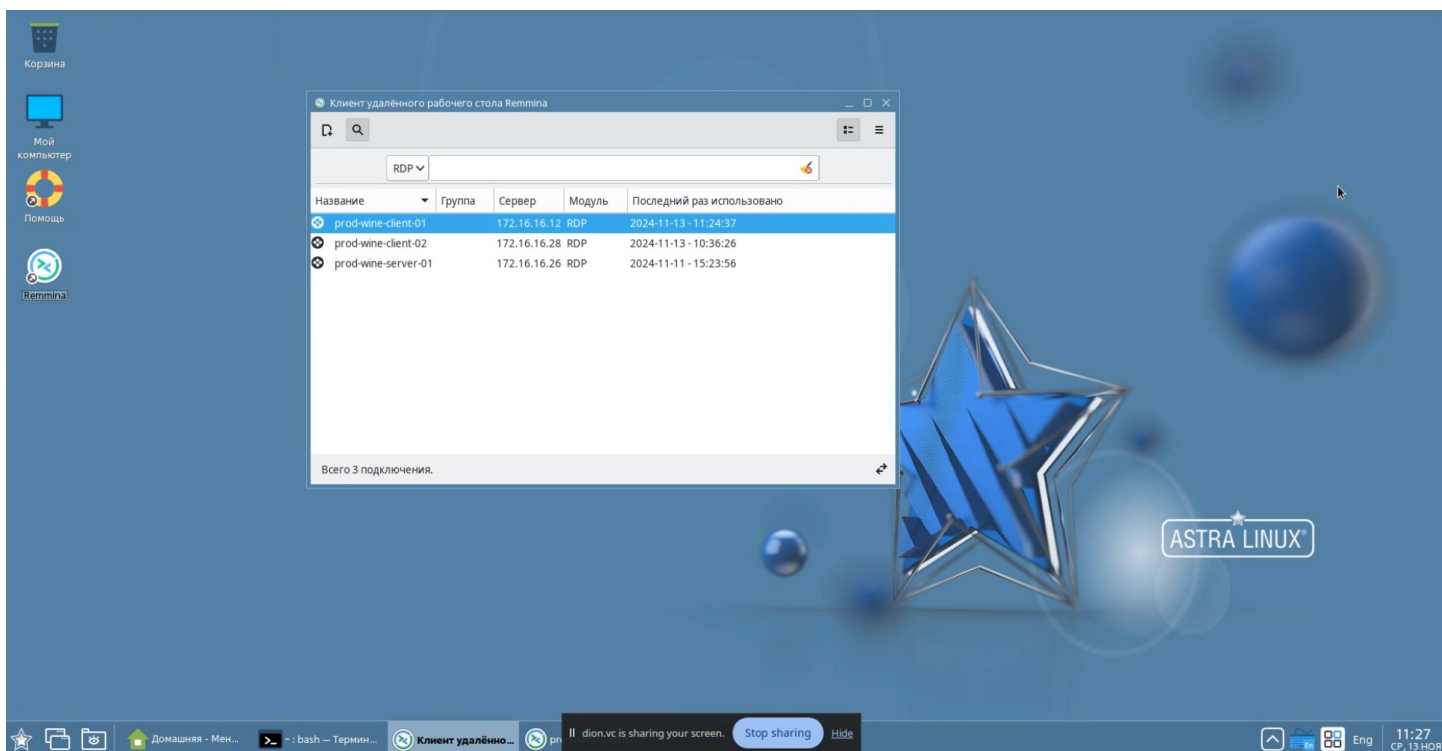 Корзина
Мой
компьютер
Помощь
Remmina
Клиент удалённого рабочего стола Remmina
RDP
Название Группа Сервер Модуль Последний раз использовано
prod-wine-client-01 172.16.16.12 RDP 2024-11-13 - 11:24:37
prod-wine-client-02 172.16.16.28 RDP 2024-11-13 - 10:36:26
prod-wine-server-01 172.16.16.26 RDP 2024-11-11 - 15:23:56
Всего 3 подключения.
ASTRA LINUX®
Домашняя - Мен...
~ : bash — Термин...
Клиент удалённо...
pr
dion.vc is sharing your screen.
Stop sharing
Hide
En
Eng
11:27
СР, 13 НОЯ